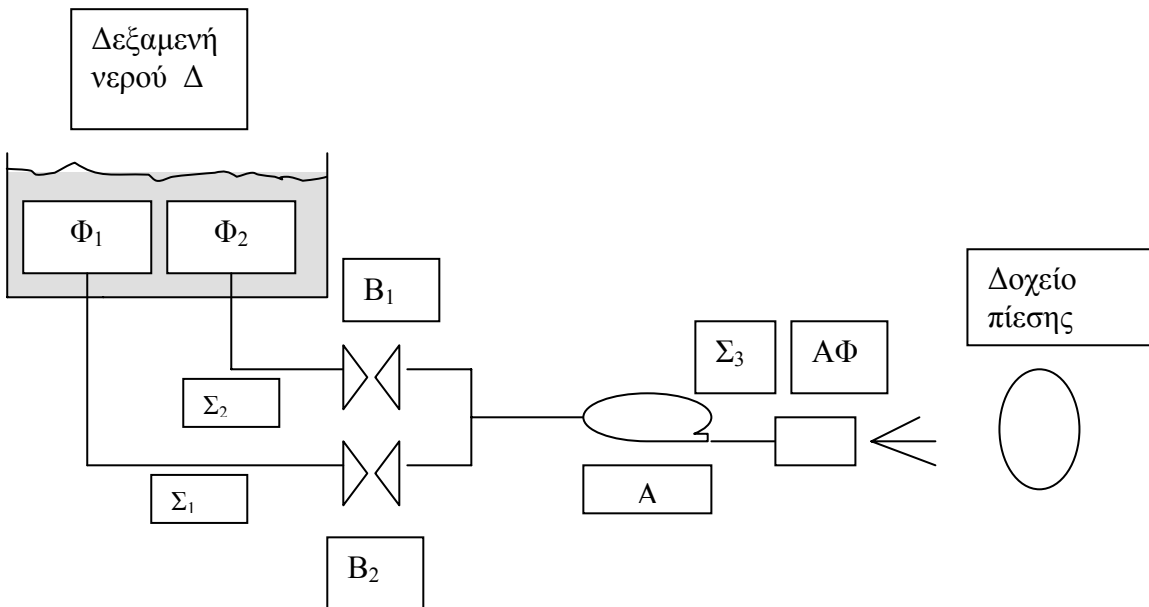 Δεξαμενή
νερού Δ
Φ₁
Φ₂
Β₁
Δοχείο
πίεσης
Σ₃
ΑΦ
Σ₂
Α
Σ₁
Β₂